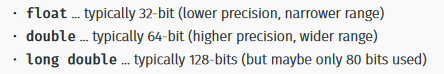 • float ... typically 32-bit (lower precision, narrower range)
• double ... typically 64-bit (higher precision, wider range)
• long double ... typically 128-bits (but maybe only 80 bits used)